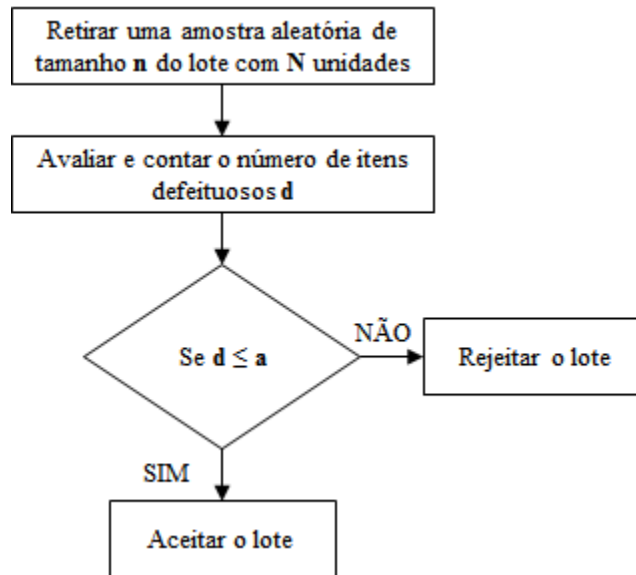 Retirar uma amostra aleatória de
tamanho n do lote com N unidades
Avaliar e contar o número de itens
defeituosos d
Se d ≤ a
NÃO
Rejeitar o lote
SIM
Aceitar o lote